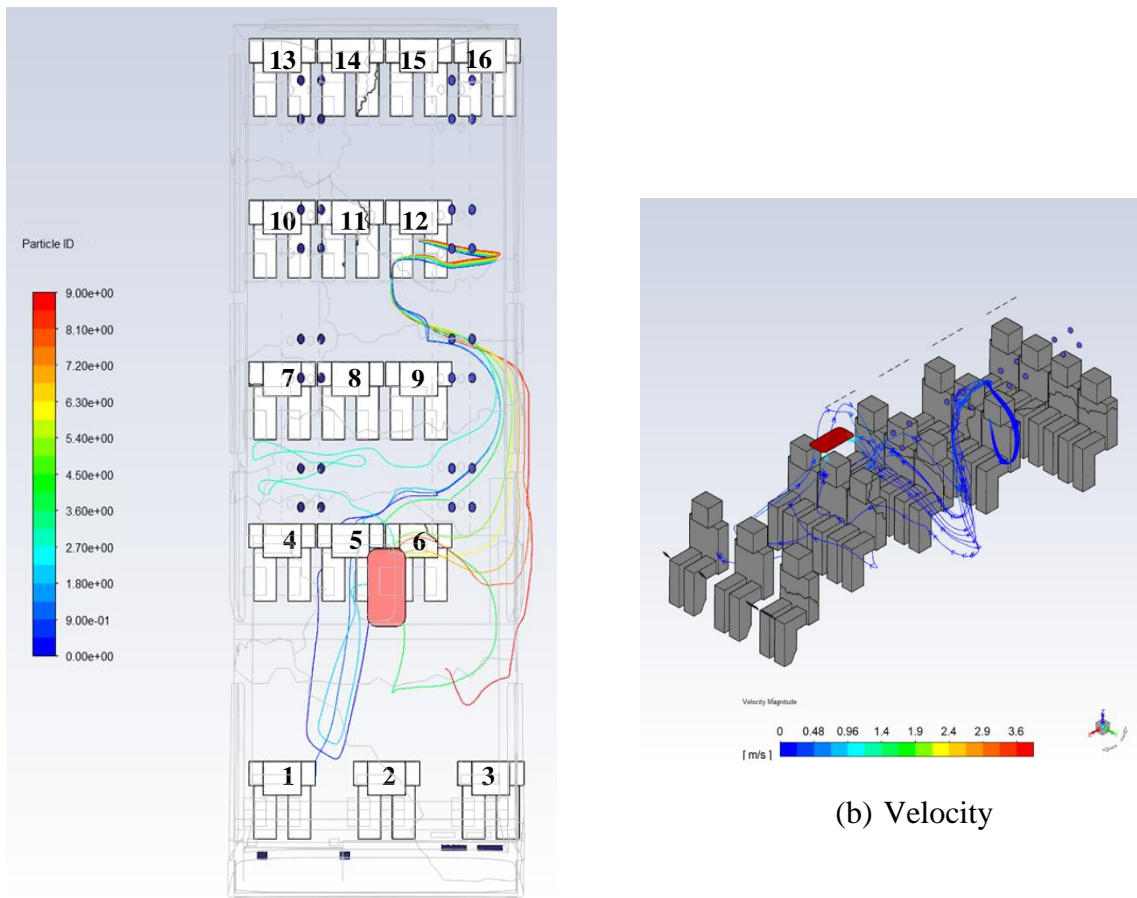 13 14 15 16
10 11 12
Particle ID
9.00e+00
8.10e+00
7.20e+00
6.30e+00
5.40e+00
4.50e+00
3.60e+00
2.70e+00
1.80e+00
9.00e-01
0.00e+00
7 8 9
4 5 6
1 2 3
Velocity Magnitude
0 0.48 0.96 1.4 1.9 2.4 2.9 3.8
[ m/s ]
(b) Velocity